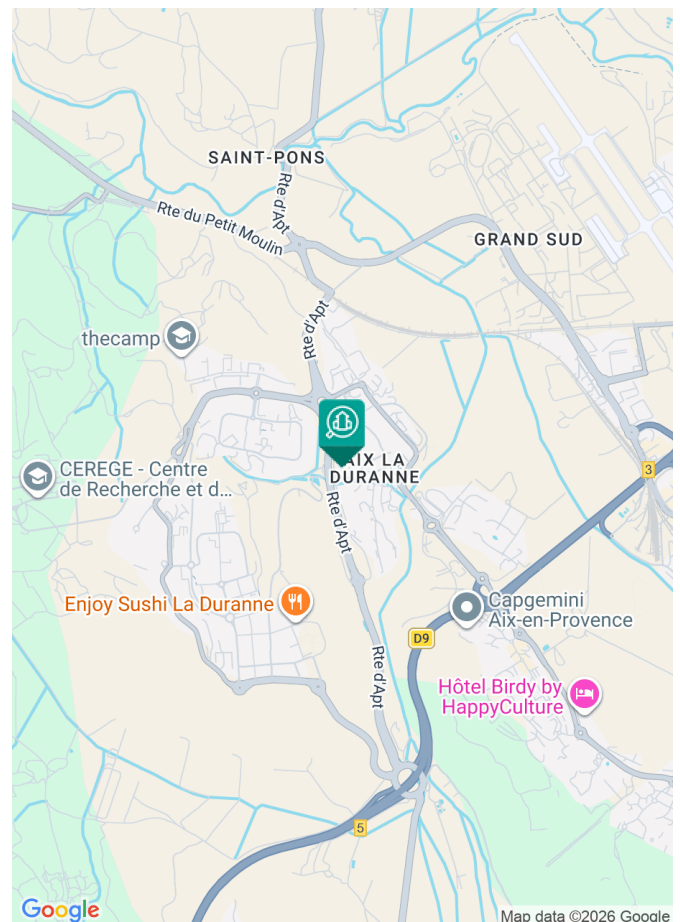 SAINT-PONS
Rte d'Apt
Rte du Petit Moulin
GRAND SUD
Rte d'Apt
thecamp
AIX LA
DURANNE
3
CEREGE - Centre
de Recherche et d...
Rte d'Apt
Enjoy Sushi La Duranne
Capgemini
Aix-en-Provence
D9
Rte d'Apt
Hôtel Birdy by
HappyCulture
5
Google
Map data ©2026 Google